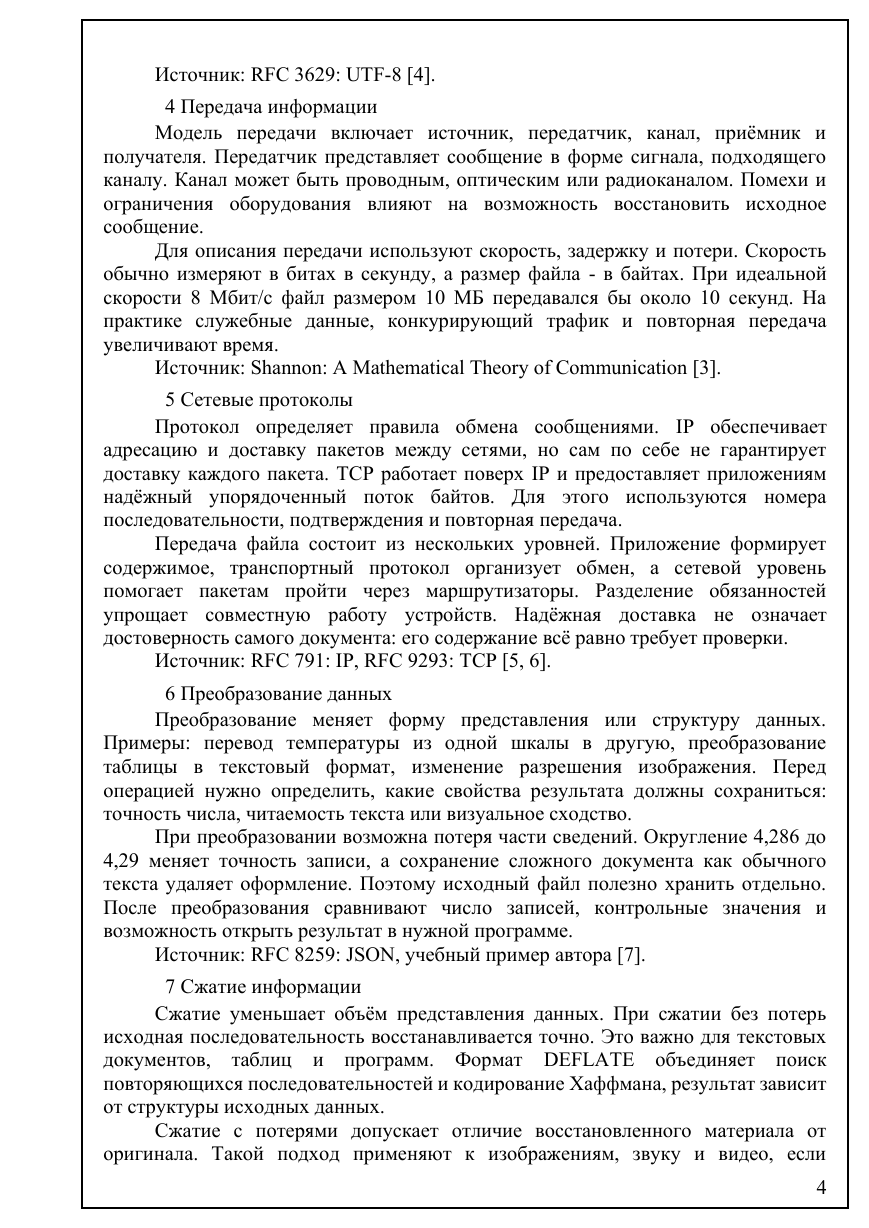 Источник: RFC 3629: UTF-8 [4].
4 Передача информации
Модель передачи включает источник, передатчик, канал, приёмник и
получателя. Передатчик представляет сообщение в форме сигнала, подходящего
каналу. Канал может быть проводным, оптическим или радиоканалом. Помехи и
ограничения оборудования влияют на возможность восстановить исходное
сообщение.
Для описания передачи используют скорость, задержку и потери. Скорость
обычно измеряют в битах в секунду, а размер файла - в байтах. При идеальной
скорости 8 Мбит/с файл размером 10 МБ передавался бы около 10 секунд. На
практике служебные данные, конкурирующий трафик и повторная передача
увеличивают время.
Источник: Shannon: A Mathematical Theory of Communication [3].
5 Сетевые протоколы
Протокол определяет правила обмена сообщениями. IP обеспечивает
адресацию и доставку пакетов между сетями, но сам по себе не гарантирует
доставку каждого пакета. TCP работает поверх IP и предоставляет приложениям
надёжный упорядоченный поток байтов. Для этого используются номера
последовательности, подтверждения и повторная передача.
Передача файла состоит из нескольких уровней. Приложение формирует
содержимое, транспортный протокол организует обмен, а сетевой уровень
помогает пакетам пройти через маршрутизаторы. Разделение обязанностей
упрощает совместную работу устройств. Надёжная доставка не означает
достоверность самого документа: его содержание всё равно требует проверки.
Источник: RFC 791: IP, RFC 9293: TCP [5, 6].
6 Преобразование данных
Преобразование меняет форму представления или структуру данных.
Примеры: перевод температуры из одной шкалы в другую, преобразование
таблицы в текстовый формат, изменение разрешения изображения. Перед
операцией нужно определить, какие свойства результата должны сохраниться:
точность числа, читаемость текста или визуальное сходство.
При преобразовании возможна потеря части сведений. Округление 4,286 до
4,29 меняет точность записи, а сохранение сложного документа как обычного
текста удаляет оформление. Поэтому исходный файл полезно хранить отдельно.
После преобразования сравнивают число записей, контрольные значения и
возможность открыть результат в нужной программе.
Источник: RFC 8259: JSON, учебный пример автора [7].
7 Сжатие информации
Сжатие уменьшает объём представления данных. При сжатии без потерь
исходная последовательность восстанавливается точно. Это важно для текстовых
документов, таблиц и программ. Формат DEFLATE объединяет поиск
повторяющихся последовательностей и кодирование Хаффмана, результат зависит
от структуры исходных данных.
Сжатие с потерями допускает отличие восстановленного материала от
оригинала. Такой подход применяют к изображениям, звуку и видео, если
4